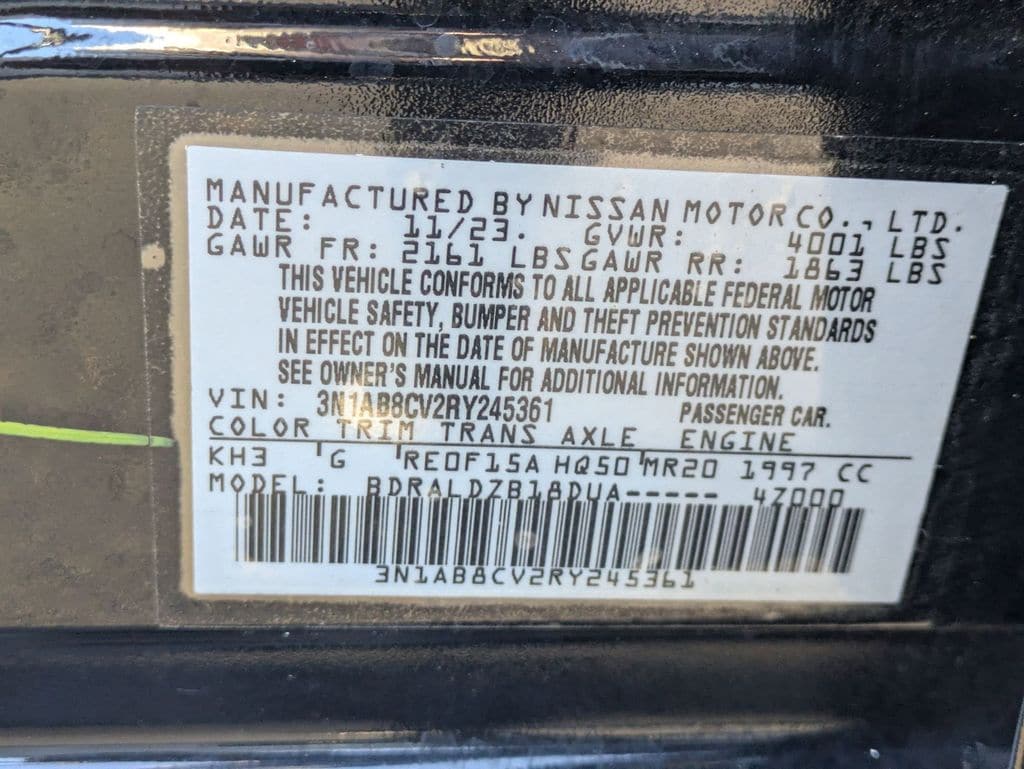 MANUFACTURED BY NISSAN MOTOR CO., LTD.
DATE: 11/23. GVWR: 4001 LBS
GAWR FR: 2161 LBS GAWR RR: 1863 LBS
THIS VEHICLE CONFORMS TO ALL APPLICABLE FEDERAL MOTOR
VEHICLE SAFETY, BUMPER AND THEFT PREVENTION STANDARDS
IN EFFECT ON THE DATE OF MANUFACTURE SHOWN ABOVE.
SEE OWNER'S MANUAL FOR ADDITIONAL INFORMATION.
VIN: 3N1AB8CV2RY245361 PASSENGER CAR.
COLOR TRIM TRANS AXLE ENGINE
KH3 G RE0F15A HQ50 MR20 1997 CC
MODEL: BDRALDZB18DUA----- 4Z000
3N1AB8CV2RY245361